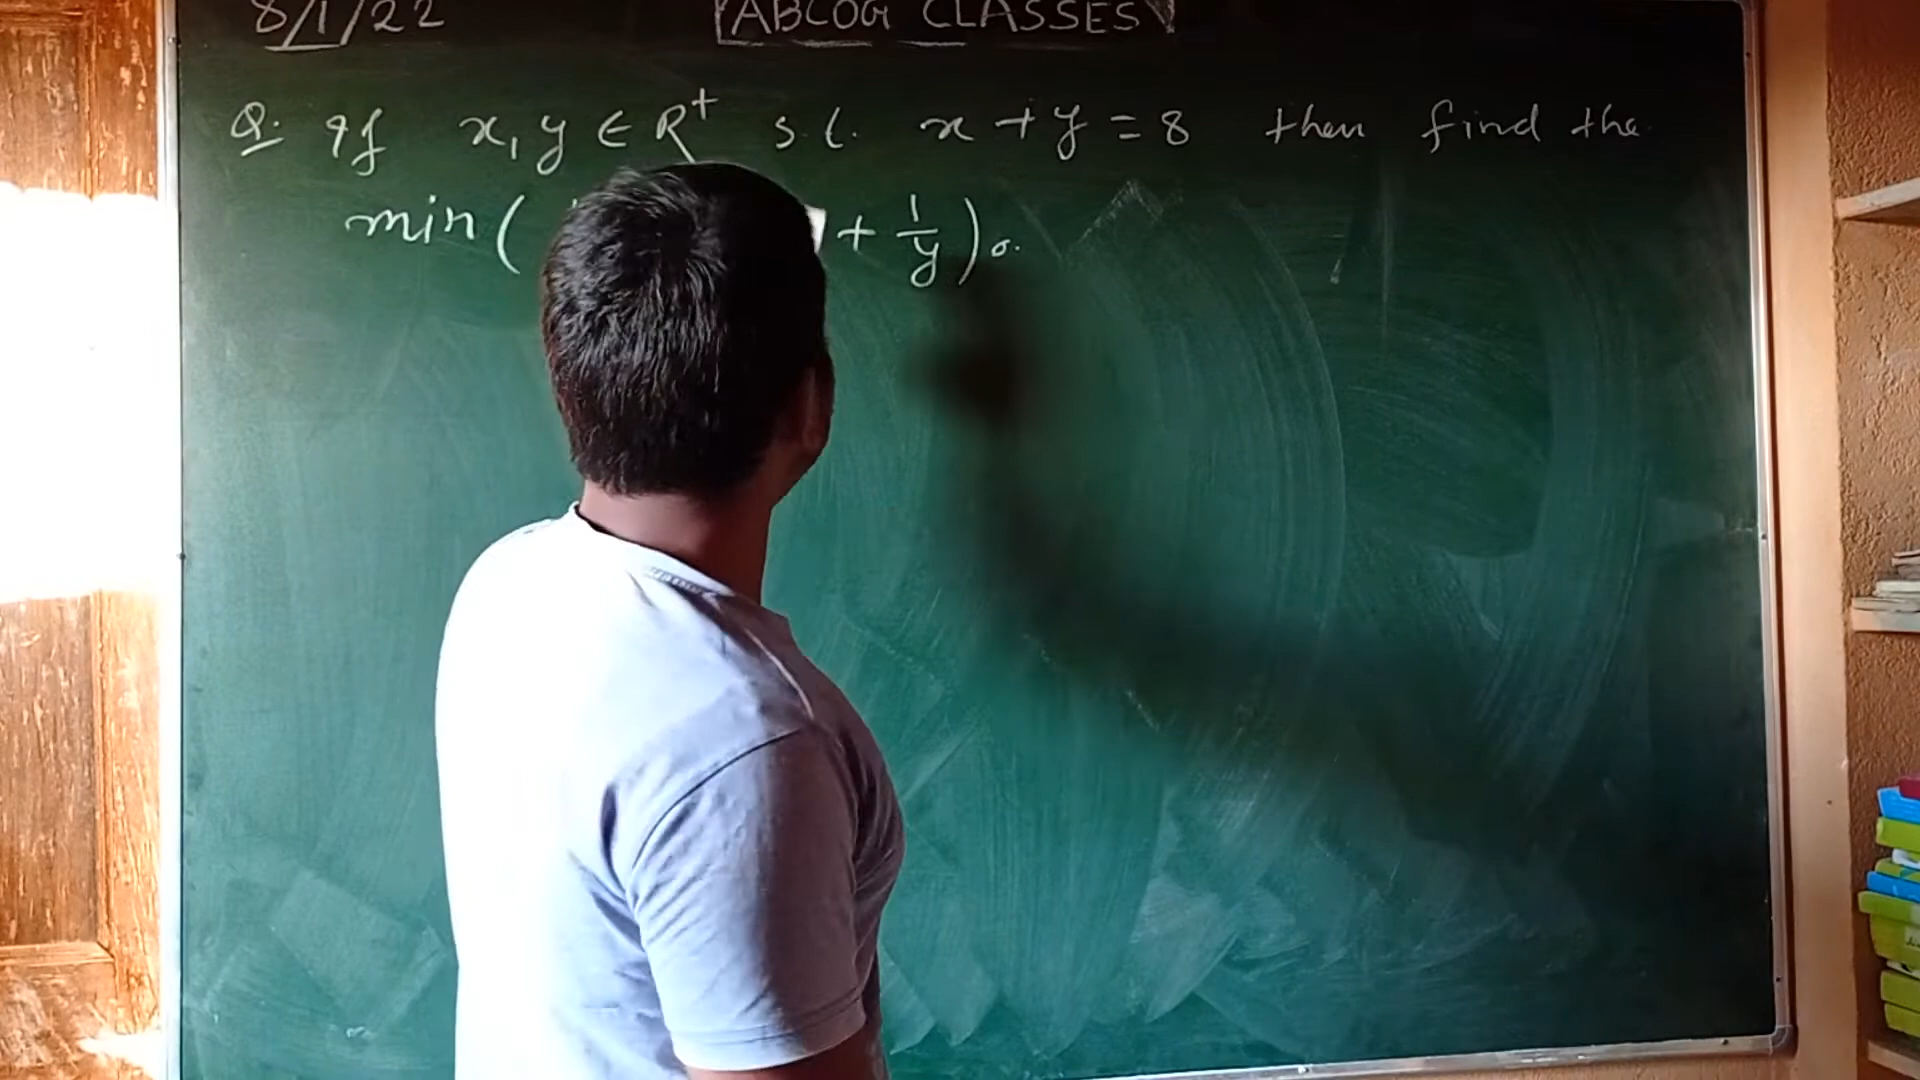 8/1/22 ABCOG CLASSES
Q. If x, y ∈ R⁺ s.t. x + y = 8 then find the
min( + 1/y).